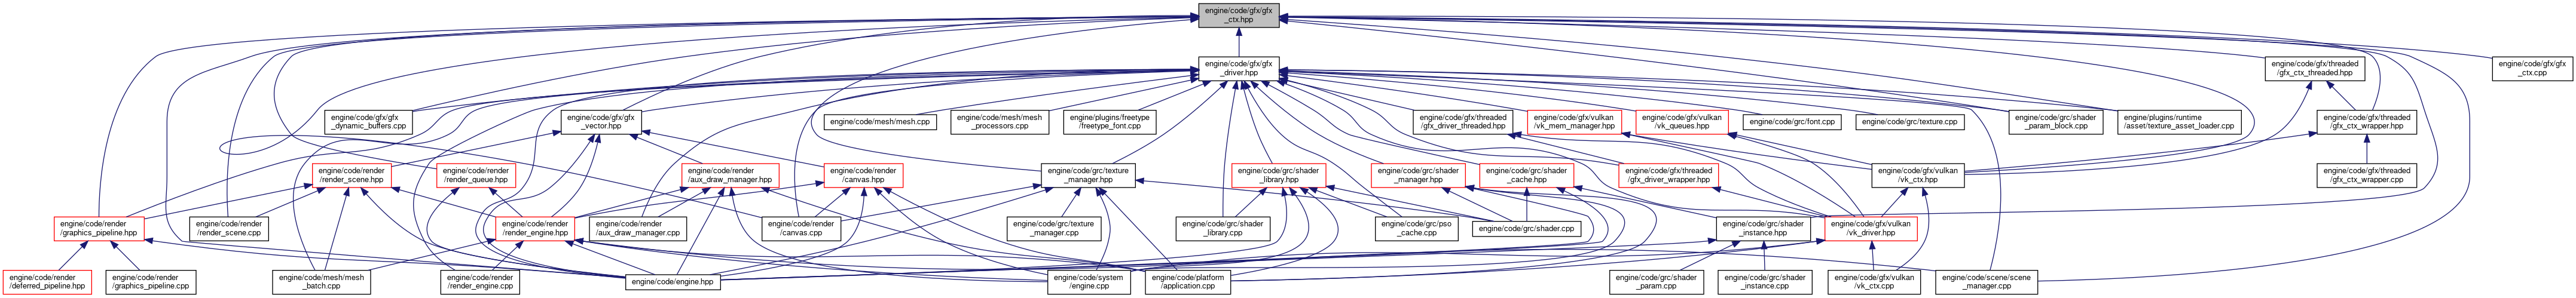 engine/code/gfx/gfx
_ctx.hpp
engine/code/gfx/gfx
_driver.hpp
engine/code/gfx/threaded
/gfx_ctx_threaded.hpp
engine/code/gfx/gfx
_ctx.cpp
engine/code/gfx/gfx
_dynamic_buffers.cpp
engine/code/gfx/gfx
_vector.hpp
engine/code/mesh/mesh.cpp
engine/code/mesh/mesh
_processors.cpp
engine/plugins/freetype
/freetype_font.cpp
engine/code/gfx/threaded
/gfx_driver_threaded.hpp
engine/code/gfx/vulkan
/vk_mem_manager.hpp
engine/code/gfx/vulkan
/vk_queues.hpp
engine/code/grc/font.cpp
engine/code/grc/texture.cpp
engine/code/grc/shader
_param_block.cpp
engine/plugins/runtime
/asset/texture_asset_loader.cpp
engine/code/gfx/threaded
/gfx_ctx_wrapper.hpp
engine/code/render
/render_scene.hpp
engine/code/render
/render_queue.hpp
engine/code/render
/aux_draw_manager.hpp
engine/code/render
/canvas.hpp
engine/code/grc/texture
_manager.hpp
engine/code/grc/shader
_library.hpp
engine/code/grc/shader
_manager.hpp
engine/code/grc/shader
_cache.hpp
engine/code/gfx/threaded
/gfx_driver_wrapper.hpp
engine/code/gfx/vulkan
/vk_ctx.hpp
engine/code/gfx/threaded
/gfx_ctx_wrapper.cpp
engine/code/render
/graphics_pipeline.hpp
engine/code/render
/render_scene.cpp
engine/code/render
/render_engine.hpp
engine/code/render
/aux_draw_manager.cpp
engine/code/render
/canvas.cpp
engine/code/grc/texture
_manager.cpp
engine/code/grc/shader
_library.cpp
engine/code/grc/pso
_cache.cpp
engine/code/grc/shader.cpp
engine/code/grc/shader
_instance.hpp
engine/code/gfx/vulkan
/vk_driver.hpp
engine/code/render
/deferred_pipeline.hpp
engine/code/render
/graphics_pipeline.cpp
engine/code/mesh/mesh
_batch.cpp
engine/code/render
/render_engine.cpp
engine/code/engine.hpp
engine/code/system
/engine.cpp
engine/code/platform
/application.cpp
engine/code/grc/shader
_param.cpp
engine/code/grc/shader
_instance.cpp
engine/code/gfx/vulkan
/vk_ctx.cpp
engine/code/scene/scene
_manager.cpp